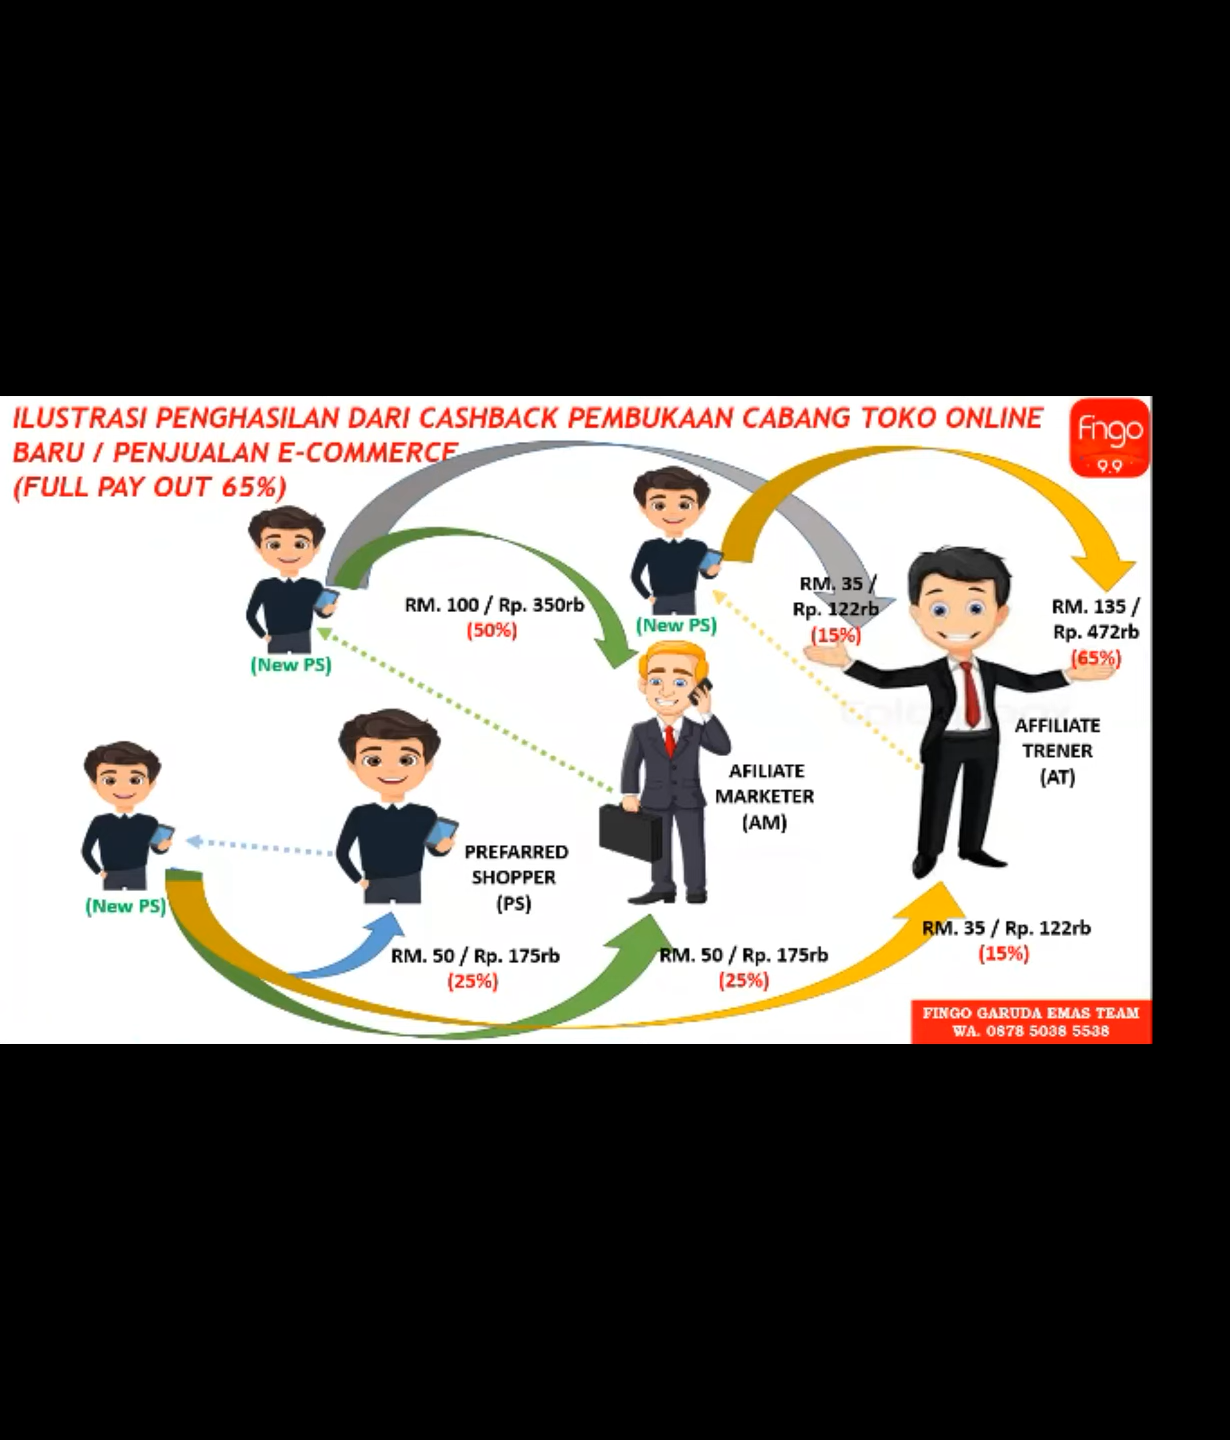 ILUSTRASI PENGHASILAN DARI CASHBACK PEMBUKAAN CABANG TOKO ONLINE
BARU / PENJUALAN E-COMMERCE
(FULL PAY OUT 65%)
Fingo
9.9
RM. 100 / Rp. 350rb
(50%)
(New PS)
(New PS)
RM. 35 /
Rp. 122rb
(15%)
RM. 135 /
Rp. 472rb
(65%)
AFFILIATE
TRENER
(AT)
AFILIATE
MARKETER
(AM)
PREFARRED
SHOPPER
(PS)
(New PS)
RM. 50 / Rp. 175rb
(25%)
RM. 50 / Rp. 175rb
(25%)
RM. 35 / Rp. 122rb
(15%)
FINGO GARUDA EMAS TEAM
WA. 0878 5038 5538